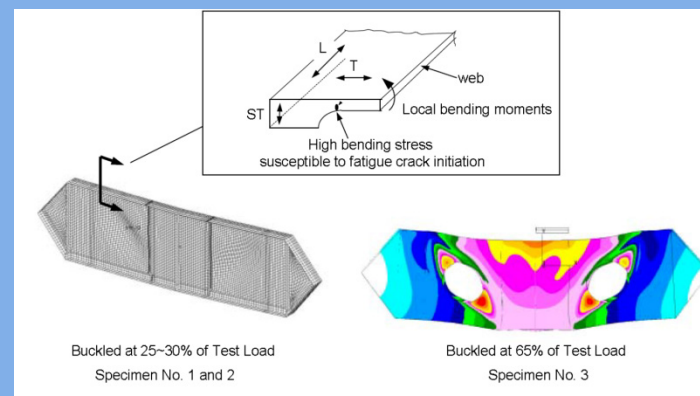 L
T
ST
web
Local bending moments
High bending stress
susceptible to fatigue crack initiation
Buckled at 25~30% of Test Load
Specimen No. 1 and 2
Buckled at 65% of Test Load
Specimen No. 3